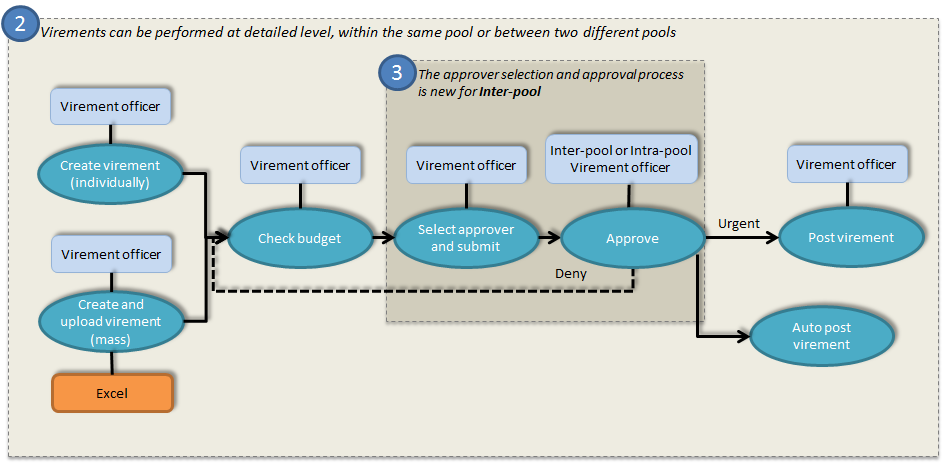 2
Virements can be performed at detailed level, within the same pool or between two different pools
3
The approver selection and approval process
is new for Inter-pool
Virement officer
Create virement
(individually)
Virement officer
Create and
upload virement
(mass)
Excel
Virement officer
Check budget
Virement officer
Select approver
and submit
Inter-pool or Intra-pool
Virement officer
Approve
Deny
Urgent
Virement officer
Post virement
Auto post
virement